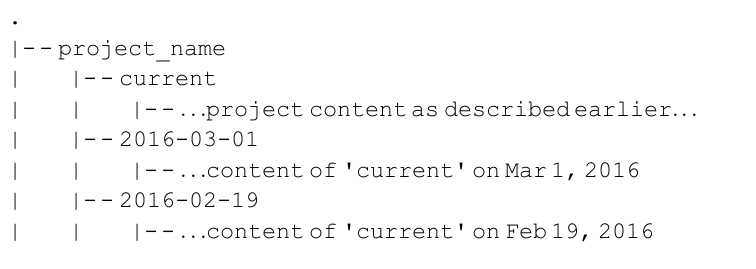 .
|--project_name
|   |--current
|   |   |--...project content as described earlier...
|   |--2016-03-01
|   |   |--...content of 'current' on Mar 1, 2016
|   |--2016-02-19
|   |   |--...content of 'current' on Feb 19, 2016